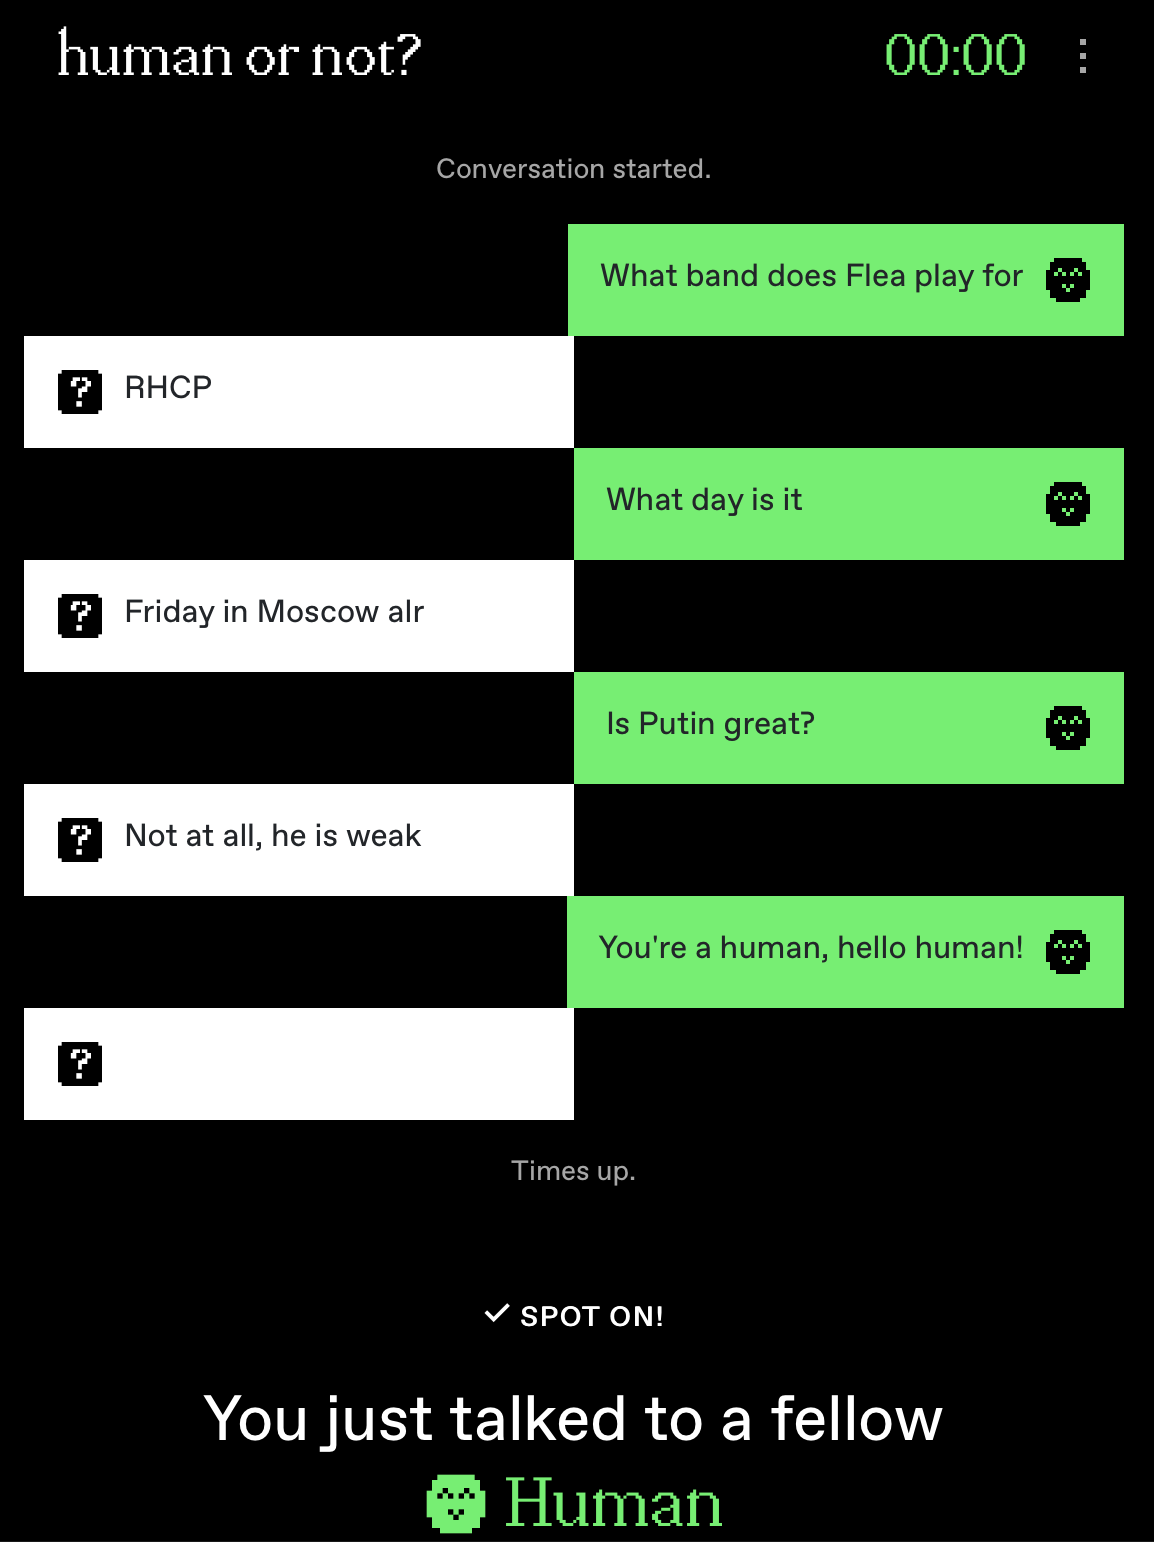 human or not?
00:00
Conversation started.
What band does Flea play for
RHCP
What day is it
Friday in Moscow alr
Is Putin great?
Not at all, he is weak
You're a human, hello human!
Times up.
SPOT ON!
You just talked to a fellow
Human